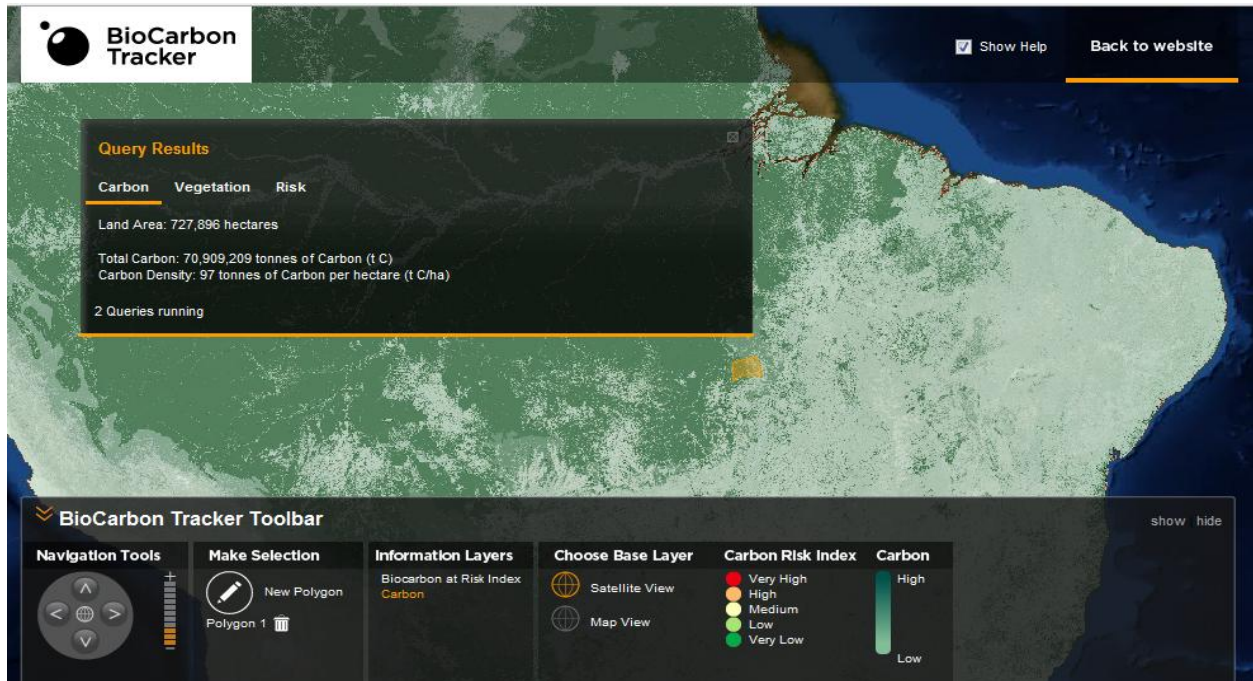 BioCarbon
Tracker
Show Help
Back to website
Query Results
Carbon Vegetation Risk
Land Area: 727,896 hectares
Total Carbon: 70,909,209 tonnes of Carbon (t C)
Carbon Density: 97 tonnes of Carbon per hectare (t C/ha)
2 Queries running
BioCarbon Tracker Toolbar
show hide
Navigation Tools
Make Selection
New Polygon
Polygon 1
Information Layers
Biocarbon at Risk Index
Carbon
Choose Base Layer
Satellite View
Map View
Carbon Risk Index
Very High
High
Medium
Low
Very Low
Carbon
High
Low